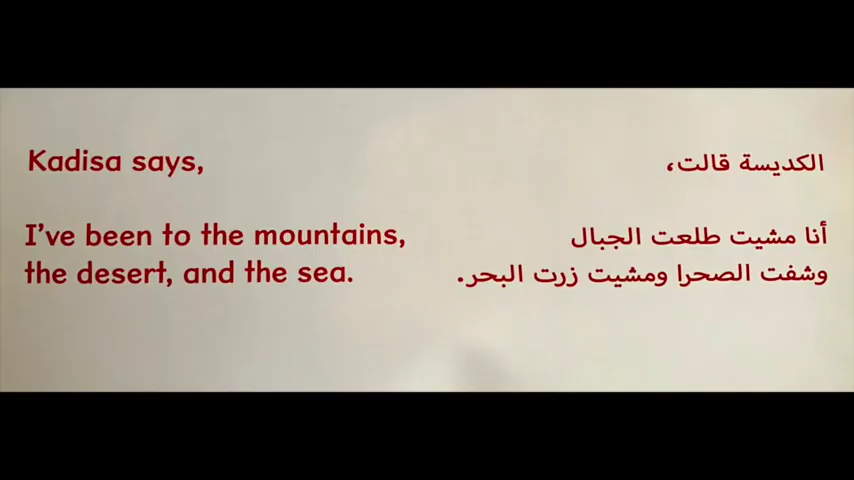 Kadisa says,
I've been to the mountains,
the desert, and the sea.
الكديسة قالت،
أنا مشيت طلعت الجبال
وشفت الصحرا ومشيت زرت البحر.